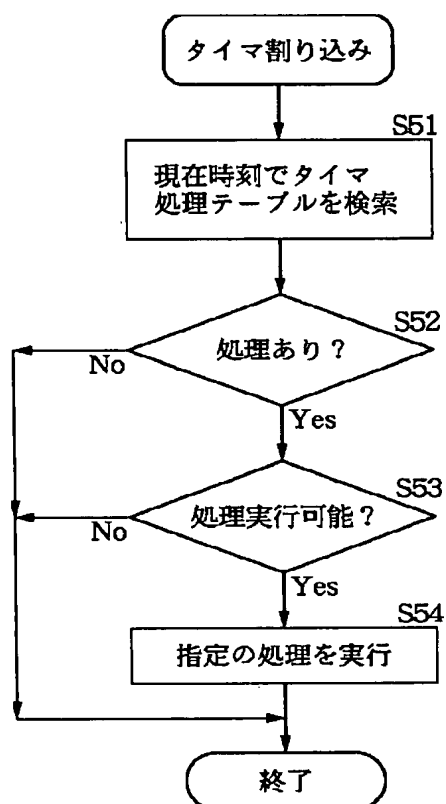 タイマ割り込み
S51
現在時刻でタイマ
処理テーブルを検索
S52
処理あり？
No
Yes
S53
処理実行可能？
No
Yes
S54
指定の処理を実行
終了